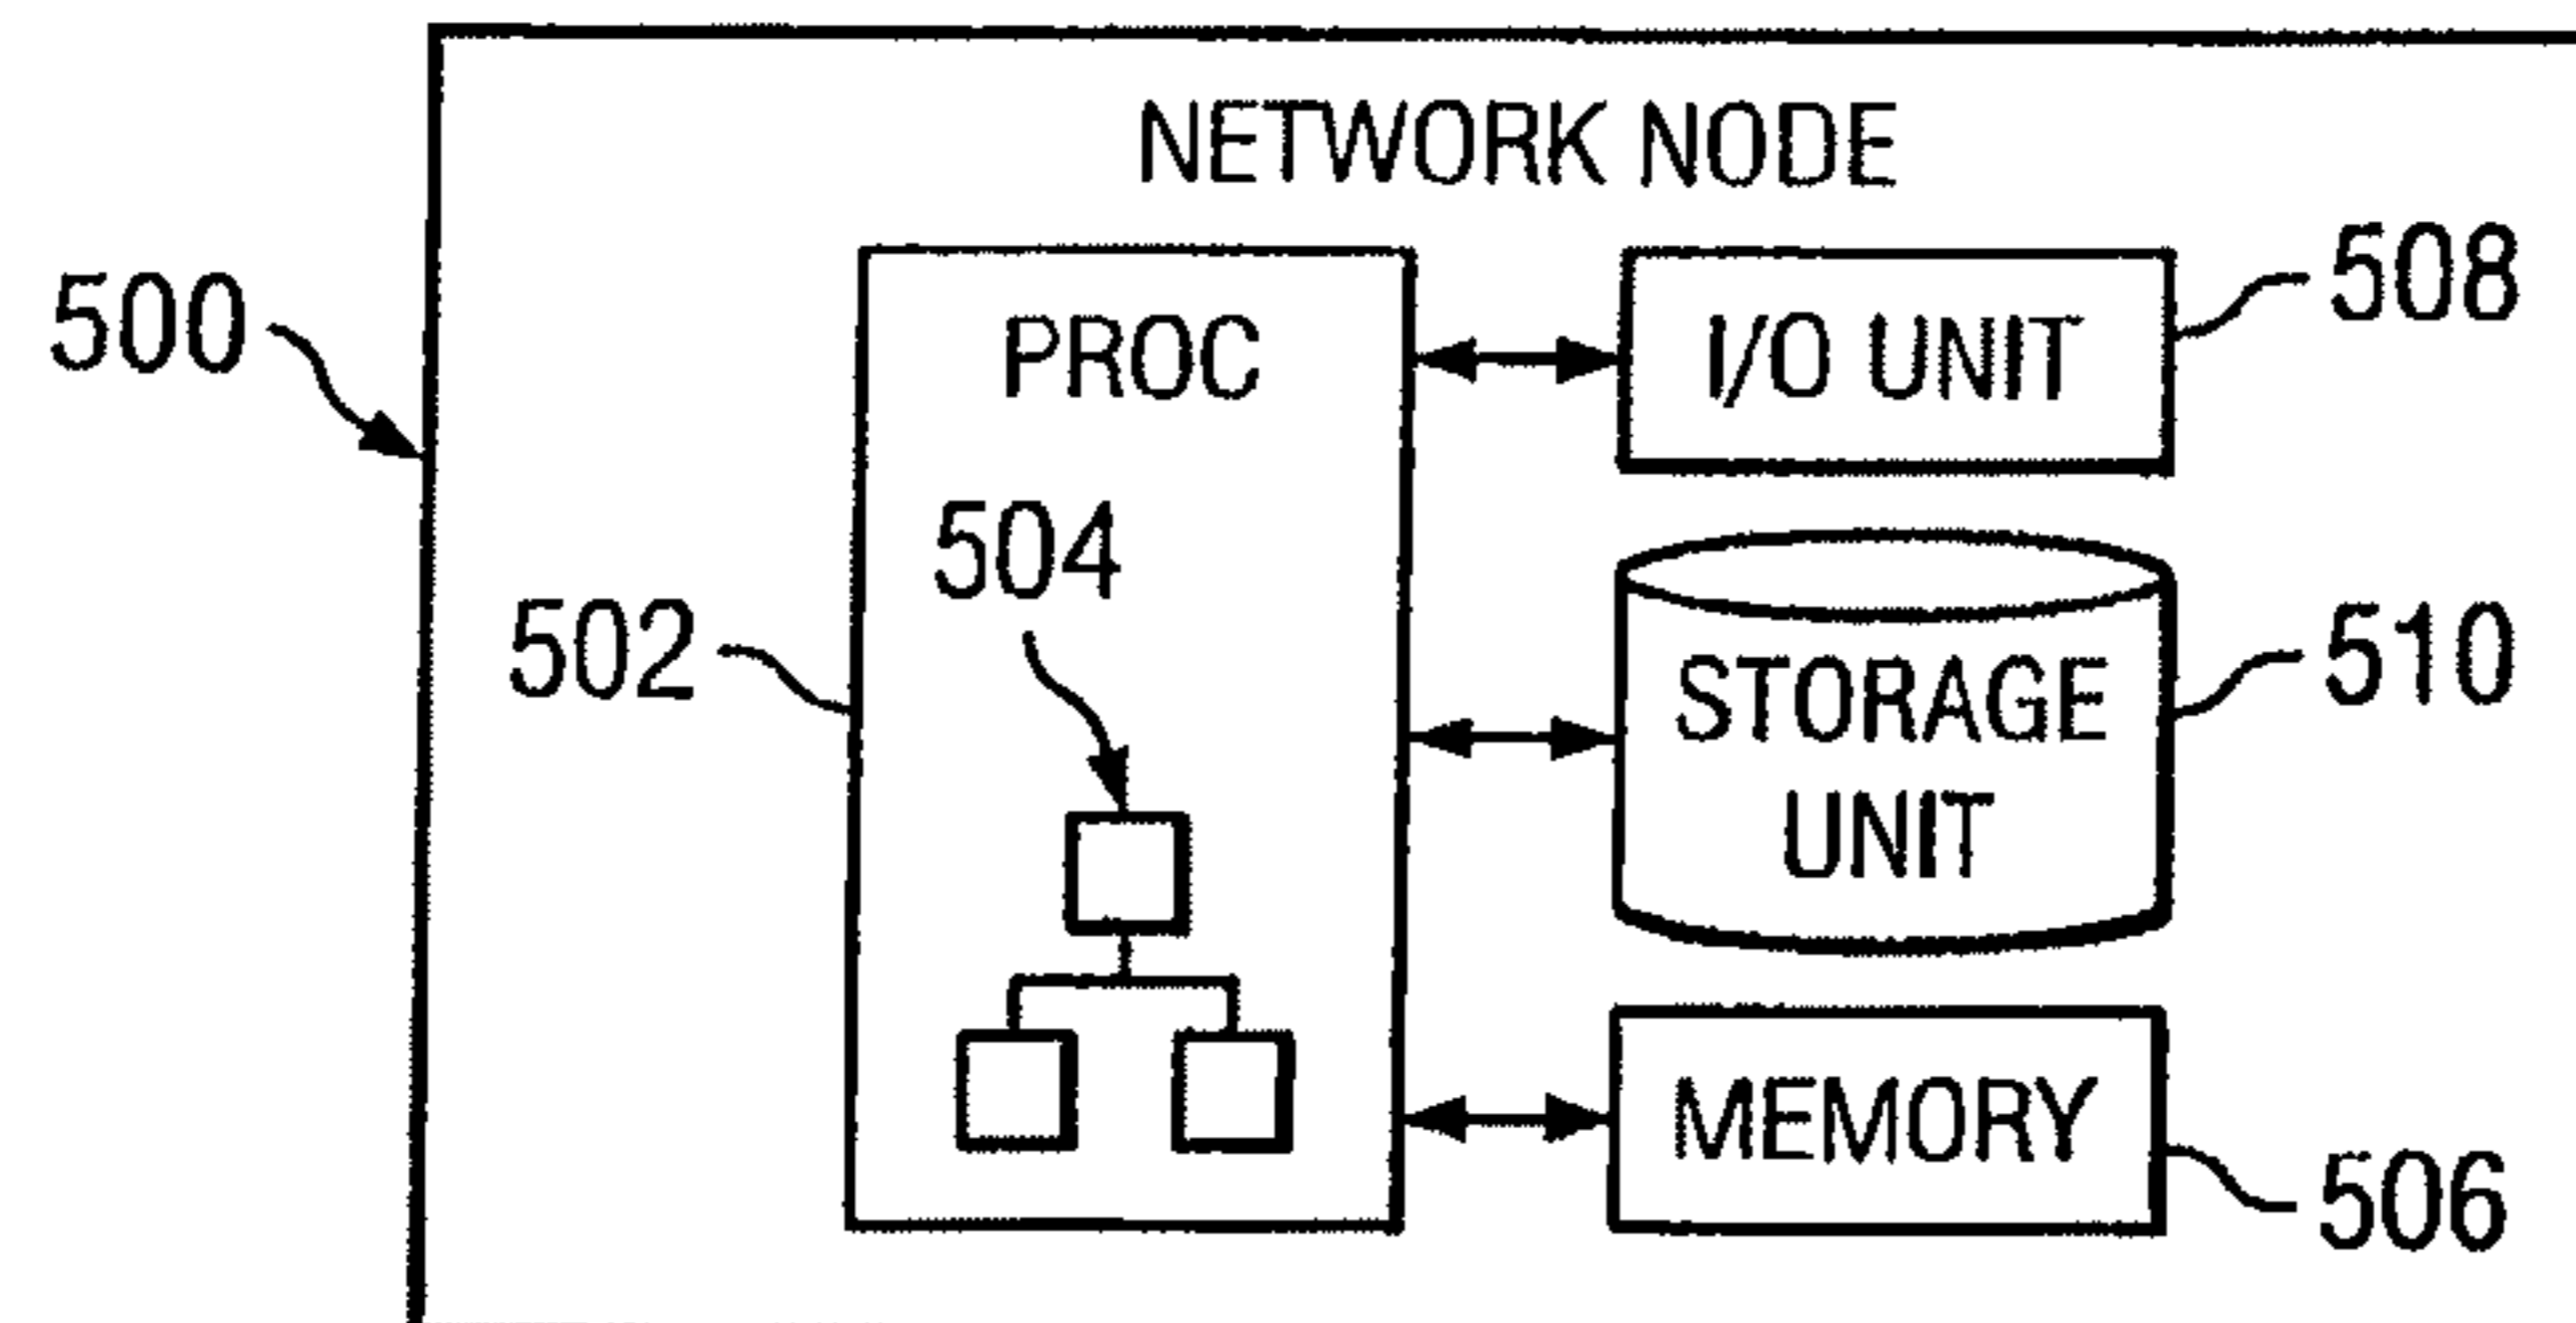 NETWORK NODE
500
PROC
I/O UNIT
508
504
502
STORAGE
UNIT
510
MEMORY
506